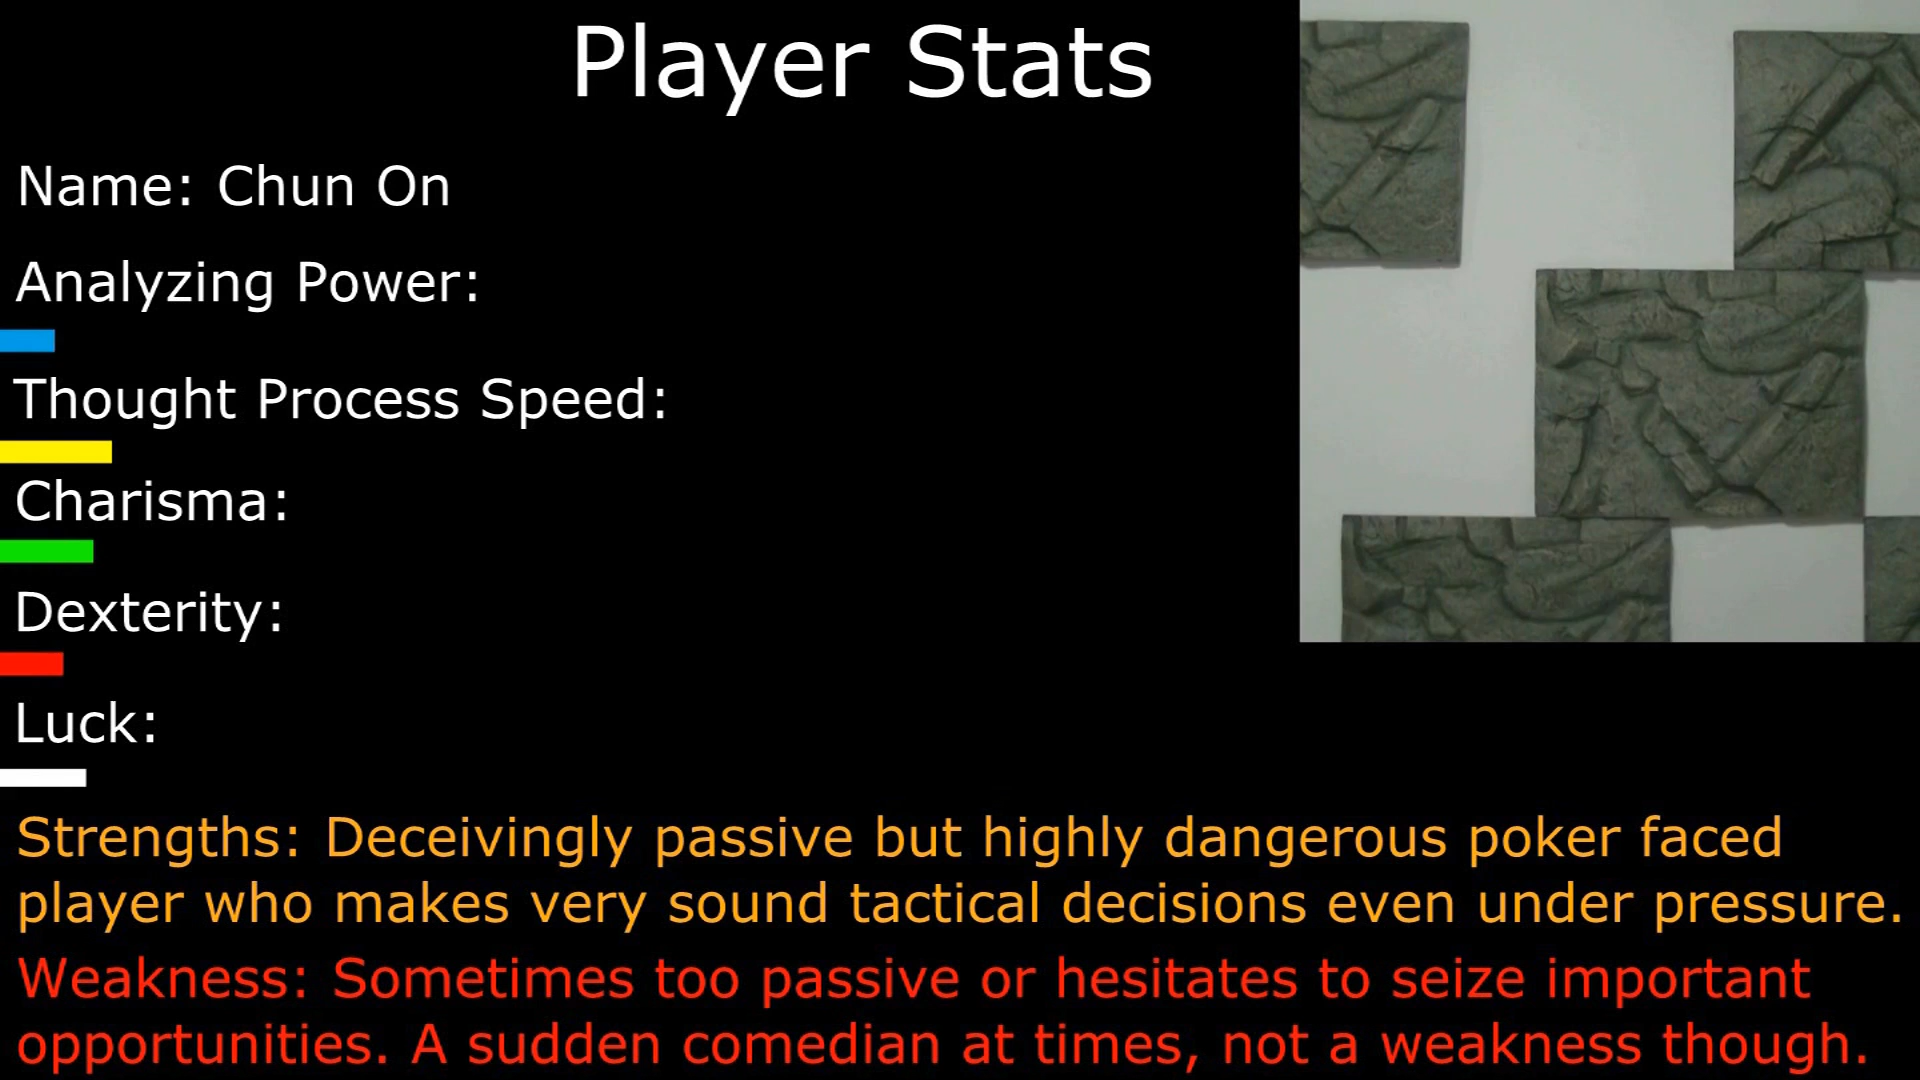 Player Stats
Name: Chun On
Analyzing Power:
Thought Process Speed:
Charisma:
Dexterity:
Luck:
Strengths: Deceivingly passive but highly dangerous poker faced
player who makes very sound tactical decisions even under pressure.
Weakness: Sometimes too passive or hesitates to seize important
opportunities. A sudden comedian at times, not a weakness though.